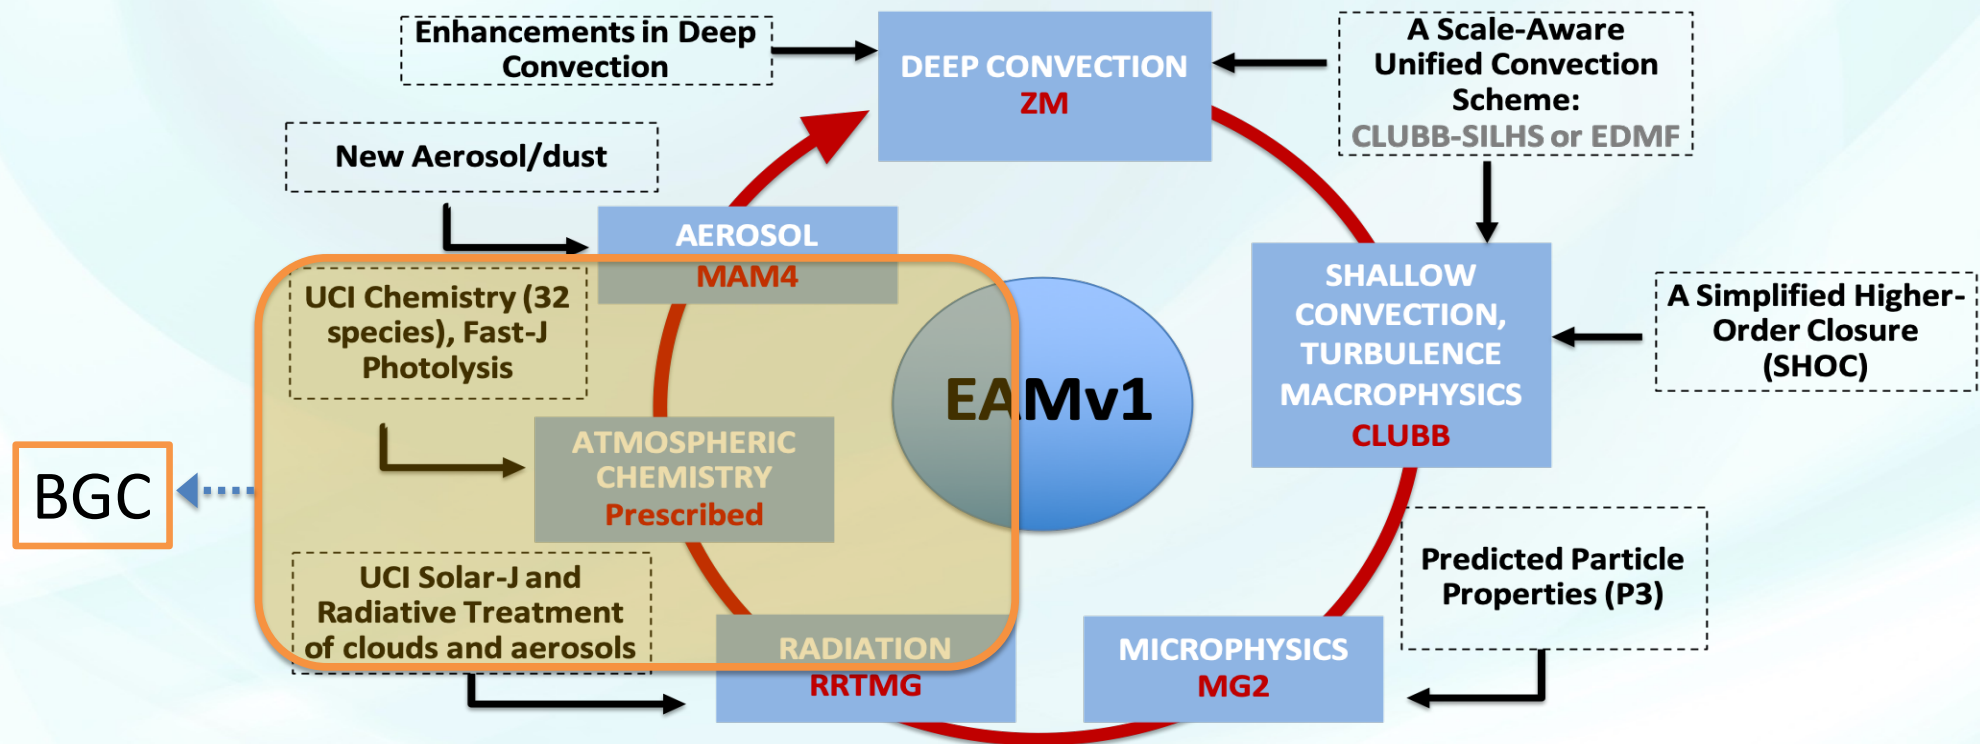 Enhancements in Deep
Convection
DEEP CONVECTION
ZM
A Scale-Aware
Unified Convection
Scheme:
CLUBB-SILHS or EDMF
New Aerosol/dust
AEROSOL
MAM4
UCI Chemistry (32
species), Fast-J
Photolysis
SHALLOW
CONVECTION,
TURBULENCE
MACROPHYSICS
CLUBB
A Simplified Higher-
Order Closure
(SHOC)
EAMv1
ATMOSPHERIC
CHEMISTRY
Prescribed
BGC
UCI Solar-J and
Radiative Treatment
of clouds and aerosols
RADIATION
RRTMG
MICROPHYSICS
MG2
Predicted Particle
Properties (P3)